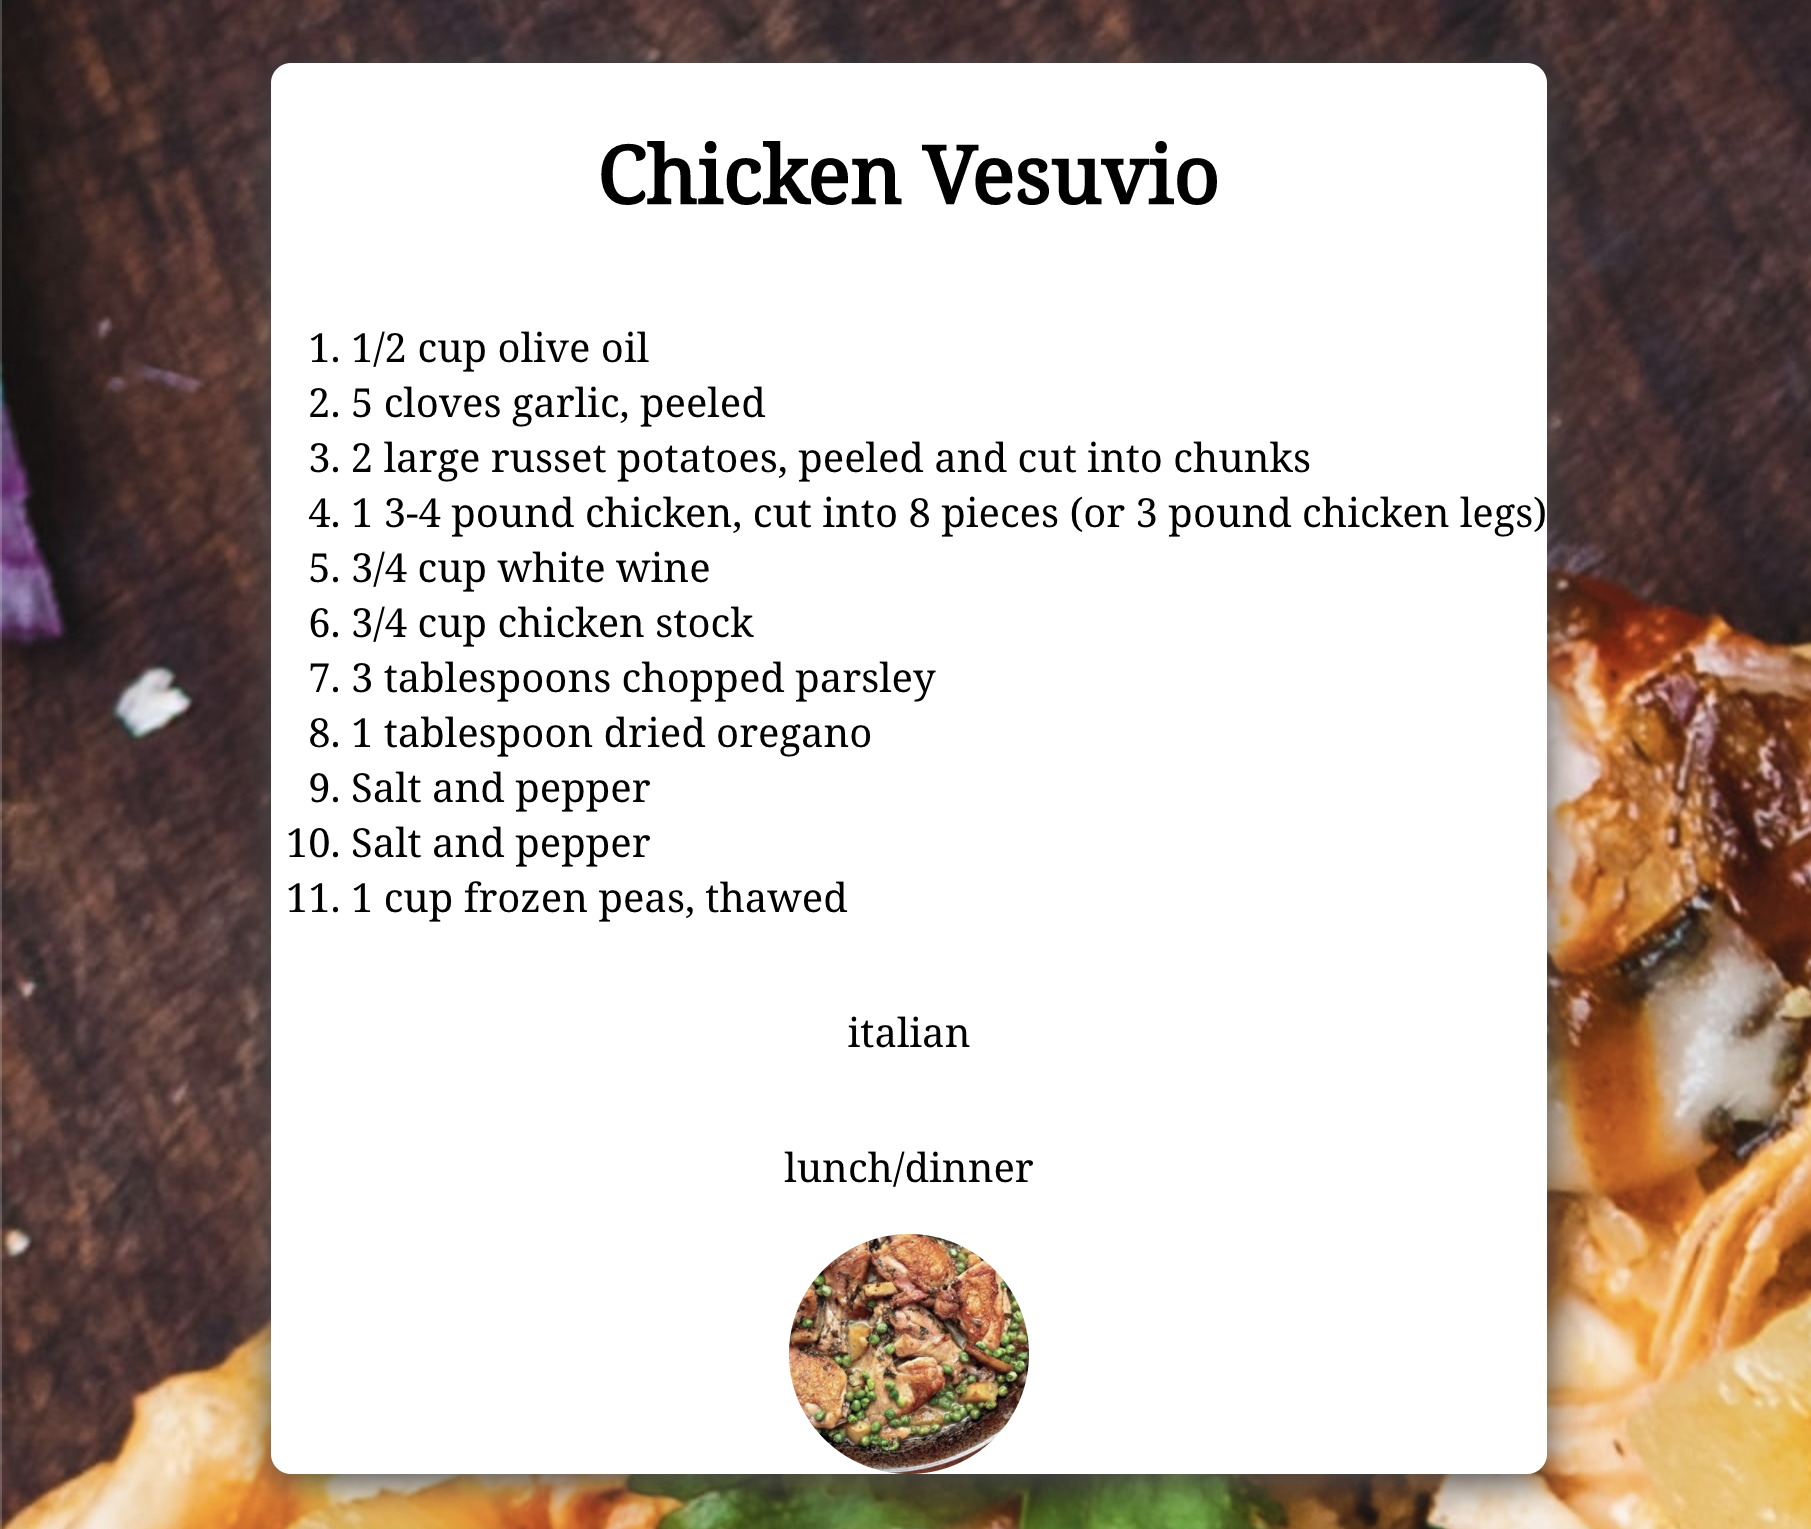 Chicken Vesuvio
1. 1/2 cup olive oil
2. 5 cloves garlic, peeled
3. 2 large russet potatoes, peeled and cut into chunks
4. 1 3-4 pound chicken, cut into 8 pieces (or 3 pound chicken legs)
5. 3/4 cup white wine
6. 3/4 cup chicken stock
7. 3 tablespoons chopped parsley
8. 1 tablespoon dried oregano
9. Salt and pepper
10. Salt and pepper
11. 1 cup frozen peas, thawed
italian
lunch/dinner